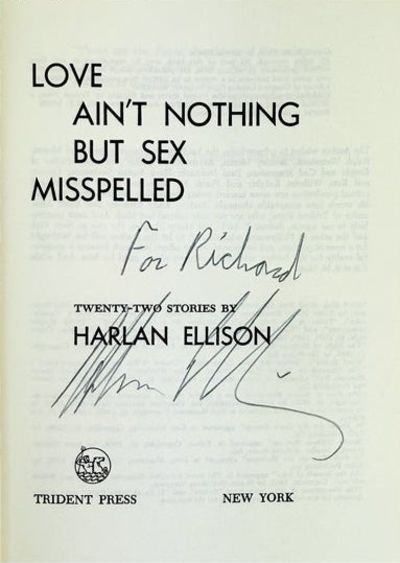 LOVE
AIN'T NOTHING
BUT SEX
MISSPELLED
For Richard
TWENTY-TWO STORIES BY
HARLAN ELLISON
TRIDENT PRESS NEW YORK